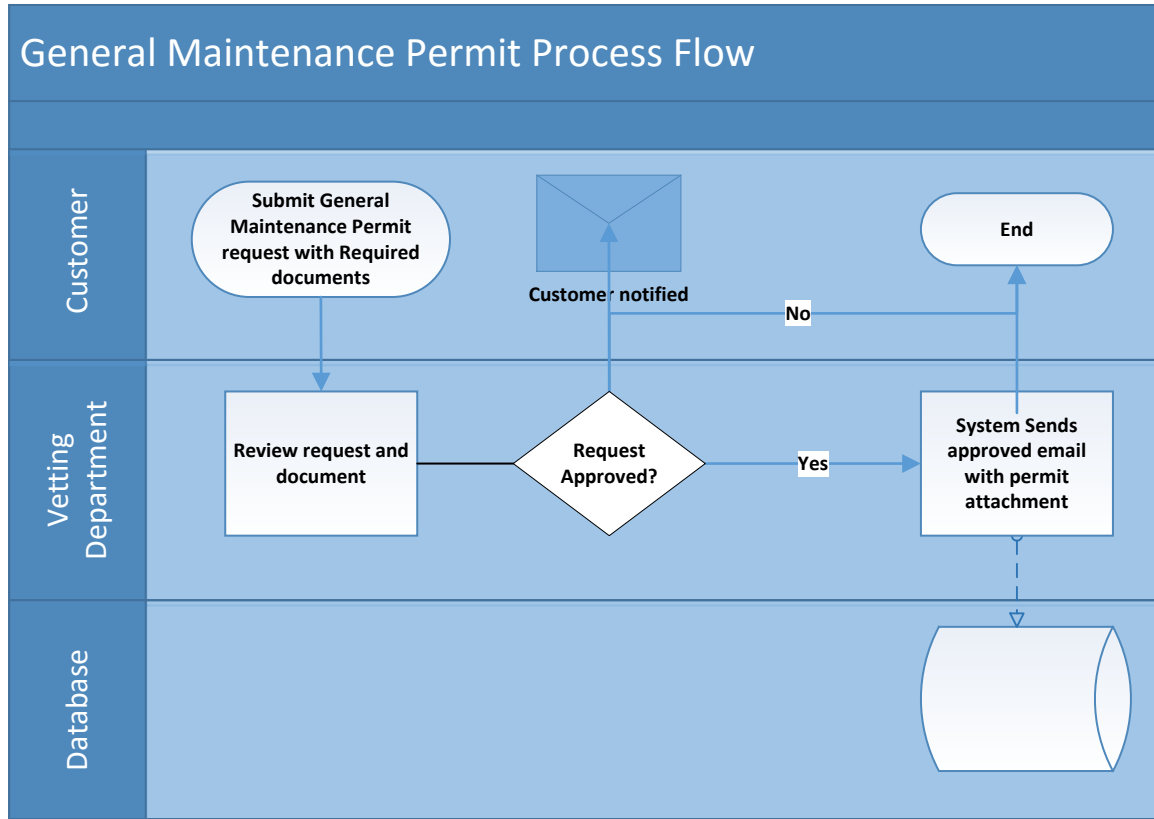 General Maintenance Permit Process Flow
Customer
Submit General
Maintenance Permit
request with Required
documents
Customer notified
End
No
Vetting
Department
Review request and
document
Request
Approved?
Yes
System Sends
approved email
with permit
attachment
Database